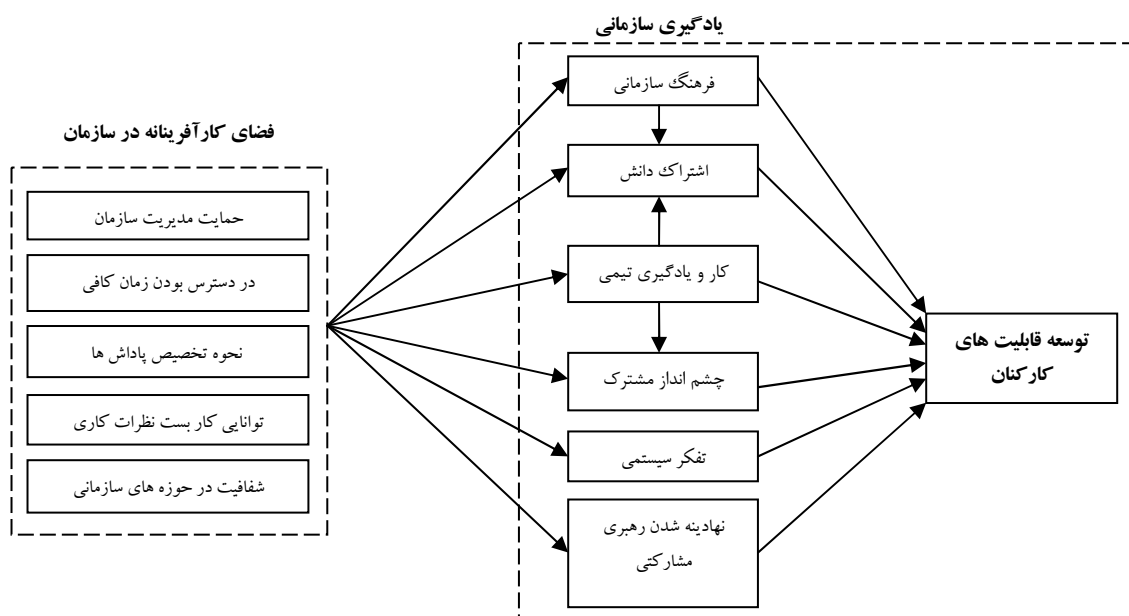 یادگیری سازمانی
فضای کارآفرینانه در سازمان
حمایت مدیریت سازمان
در دسترس بودن زمان کافی
نحوه تخصیص پاداش ها
توانایی کار بست نظرات کاری
شفافیت در حوزه های سازمانی
فرهنگ سازمانی
اشتراک دانش
کار و یادگیری تیمی
چشم انداز مشترک
تفکر سیستمی
نهادینه شدن رهبری
مشارکتی
توسعه قابلیت های
کارکنان